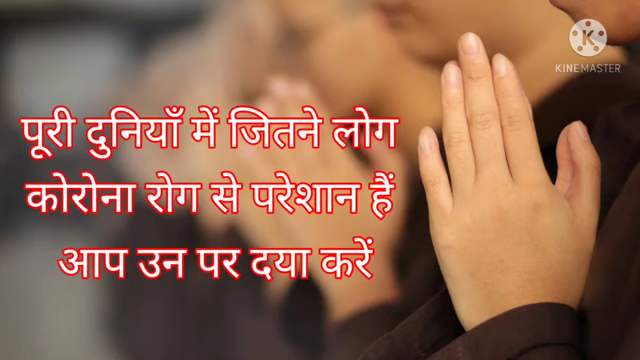 KINEMASTER
पूरी दुनियाँ में जितने लोग
कोरोना रोग से परेशान हैं
आप उन पर दया करें